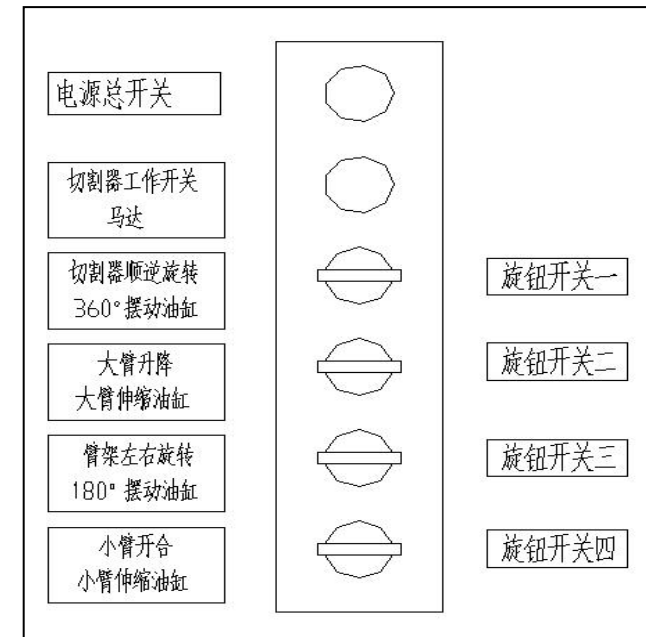 电源总开关
切割器工作开关
马达
切割器顺逆旋转
360°摆动油缸
旋钮开关一
大臂升降
大臂伸缩油缸
旋钮开关二
臂架左右旋转
180°摆动油缸
旋钮开关三
小臂开合
小臂伸缩油缸
旋钮开关四